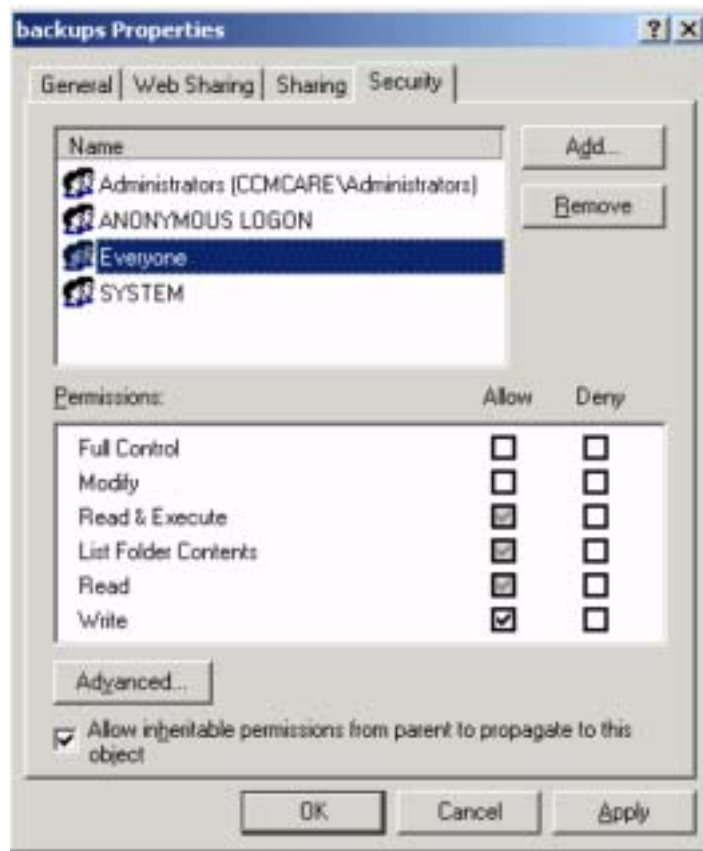 backups Properties
General Web Sharing Sharing Security
Name
Administrators (CCMCARE\Administrators)
ANONYMOUS LOGON
Everyone
SYSTEM
Add...
Remove
Permissions: Allow Deny
Full Control
Modify
Read & Execute
List Folder Contents
Read
Write
Advanced...
Allow inheritable permissions from parent to propagate to this
object
OK Cancel Apply